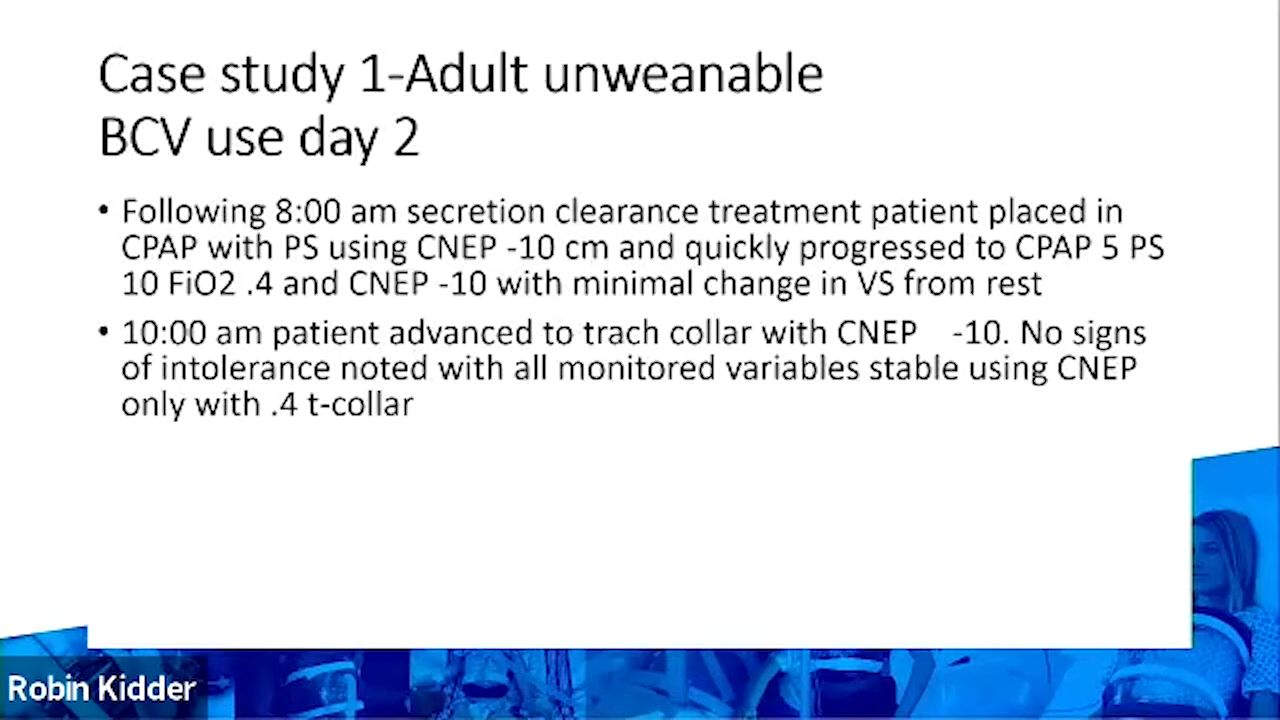 Case study 1-Adult unweanable
BCV use day 2
• Following 8:00 am secretion clearance treatment patient placed in
CPAP with PS using CNEP -10 cm and quickly progressed to CPAP 5 PS
10 FiO2 .4 and CNEP -10 with minimal change in VS from rest
• 10:00 am patient advanced to trach collar with CNEP    -10. No signs
of intolerance noted with all monitored variables stable using CNEP
only with .4 t-collar
Robin Kidder